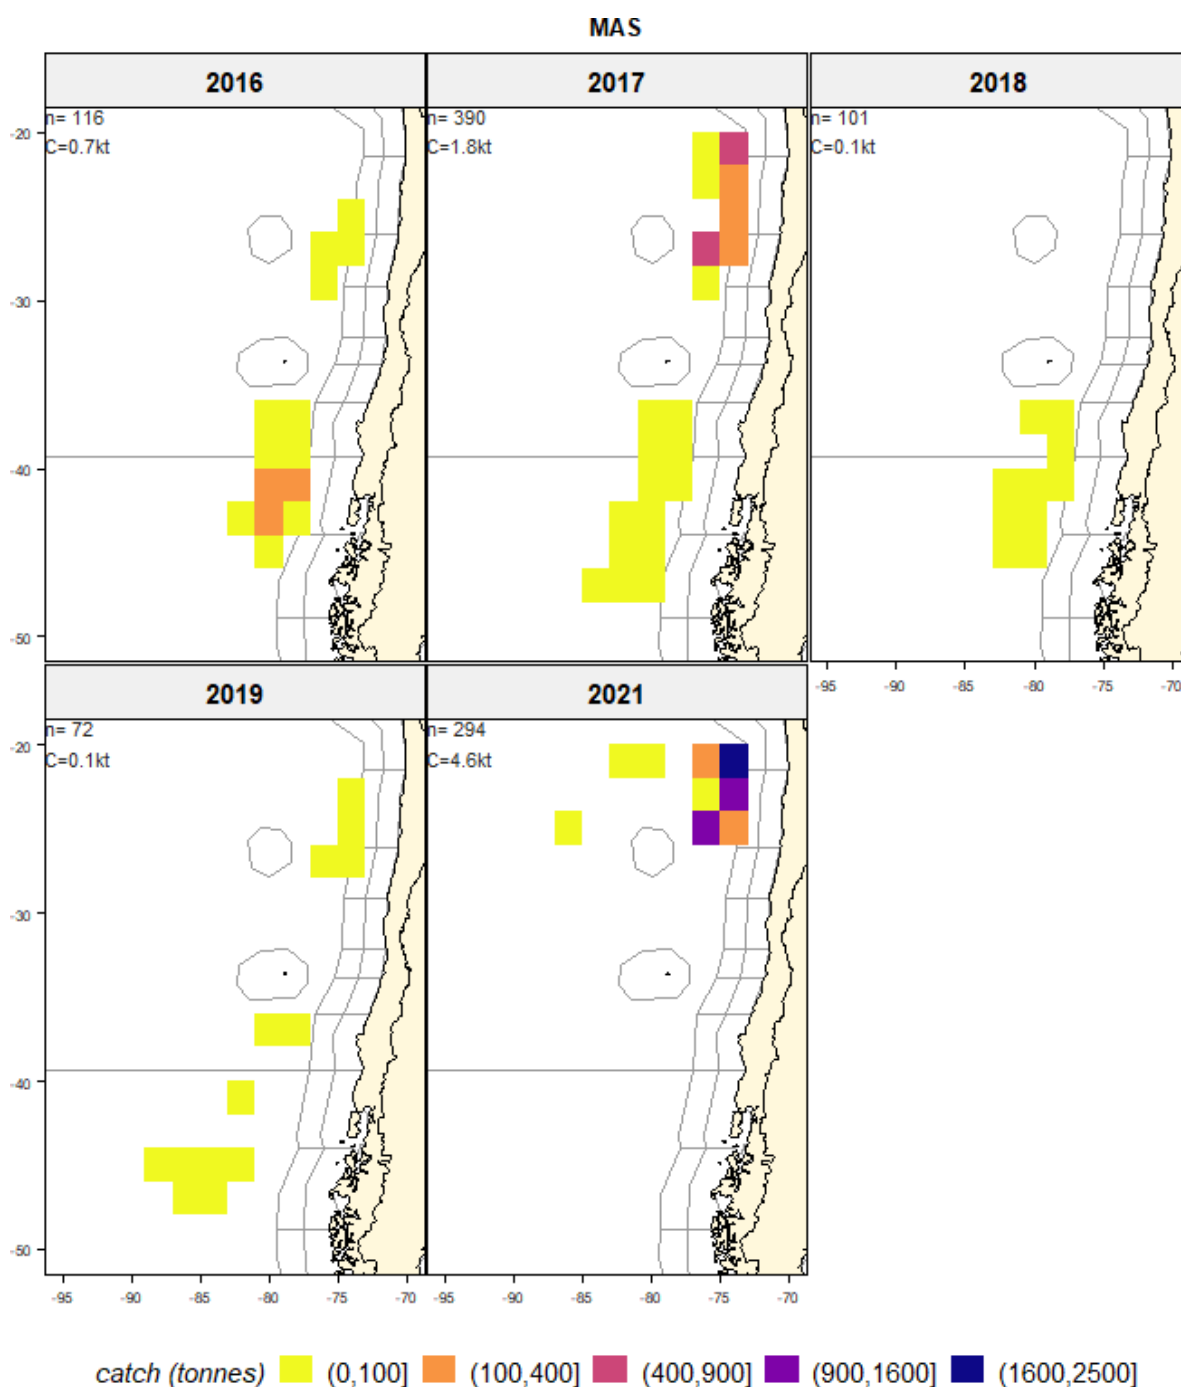 MAS
2016 2017 2018
n= 116
C=0.7kt
n= 390
C=1.8kt
n= 101
C=0.1kt
-20
-30
-40
-50
-95 -90 -85 -80 -75 -70
2019 2021
n= 72
C=0.1kt
n= 294
C=4.6kt
-20
-30
-40
-50
-95 -90 -85 -80 -75 -70
-95 -90 -85 -80 -75 -70
catch (tonnes) (0,100] (100,400] (400,900] (900,1600] (1600,2500]